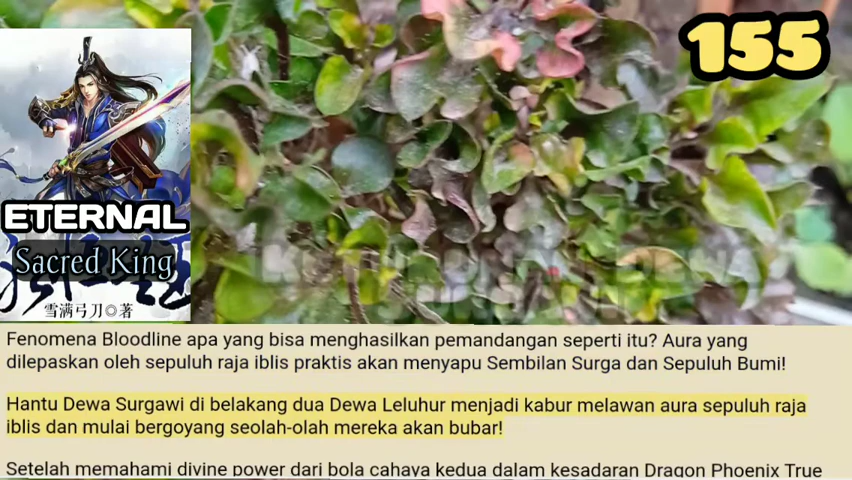 155
ETERNAL
Sacred King
雪满弓刀◎著
Fenomena Bloodline apa yang bisa menghasilkan pemandangan seperti itu? Aura yang
dilepaskan oleh sepuluh raja iblis praktis akan menyapu Sembilan Surga dan Sepuluh Bumi!
Hantu Dewa Surgawi di belakang dua Dewa Leluhur menjadi kabur melawan aura sepuluh raja
iblis dan mulai bergoyang seolah-olah mereka akan bubar!
Setelah memahami divine power dari bola cahaya kedua dalam kesadaran Dragon Phoenix True